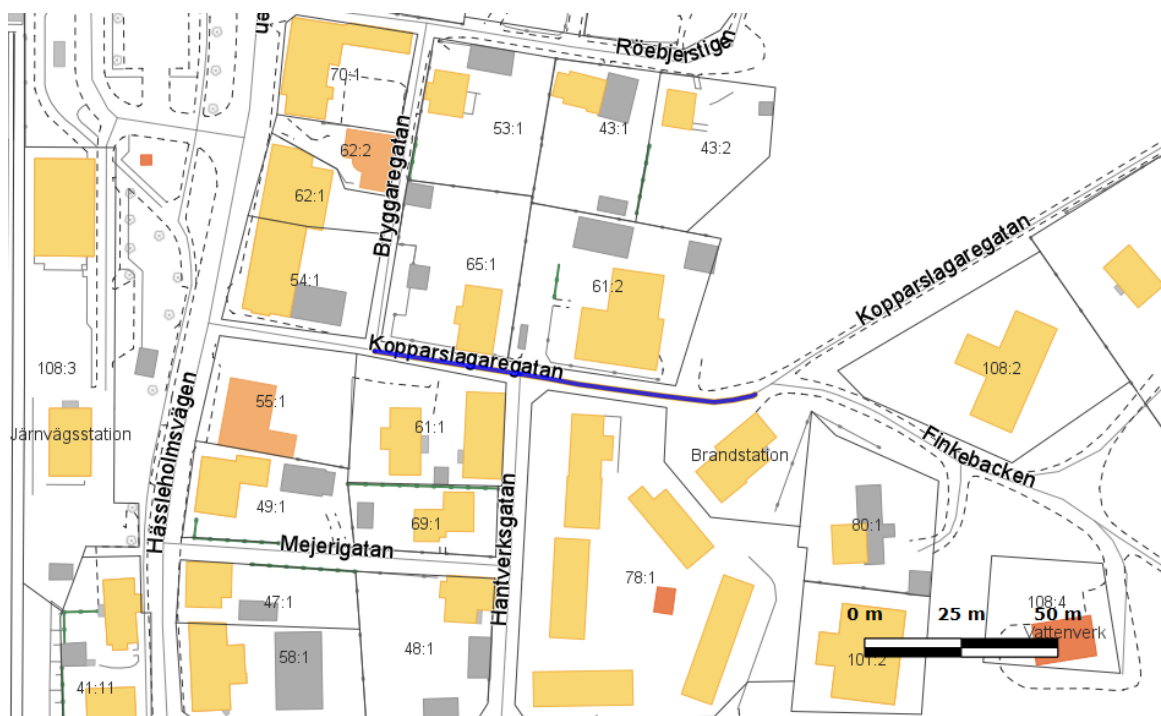 en
Röebjerstigen
70:1
53:1
43:1
43:2
62:2
Bryggaregatan
62:1
65:1
54:1
61:2
Kopparslagaregatan
Kopparslagaregatan
108:3
108:2
55:1
61:1
Järnvägsstation
Hässleholmsvägen
Brandstation
Finkebacken
49:1
69:1
80:1
Mejerigatan
Hantverksgatan
78:1
47:1
108:4
0 m 25 m 50 m
Vattenverk
48:1
58:1
101:2
41:11